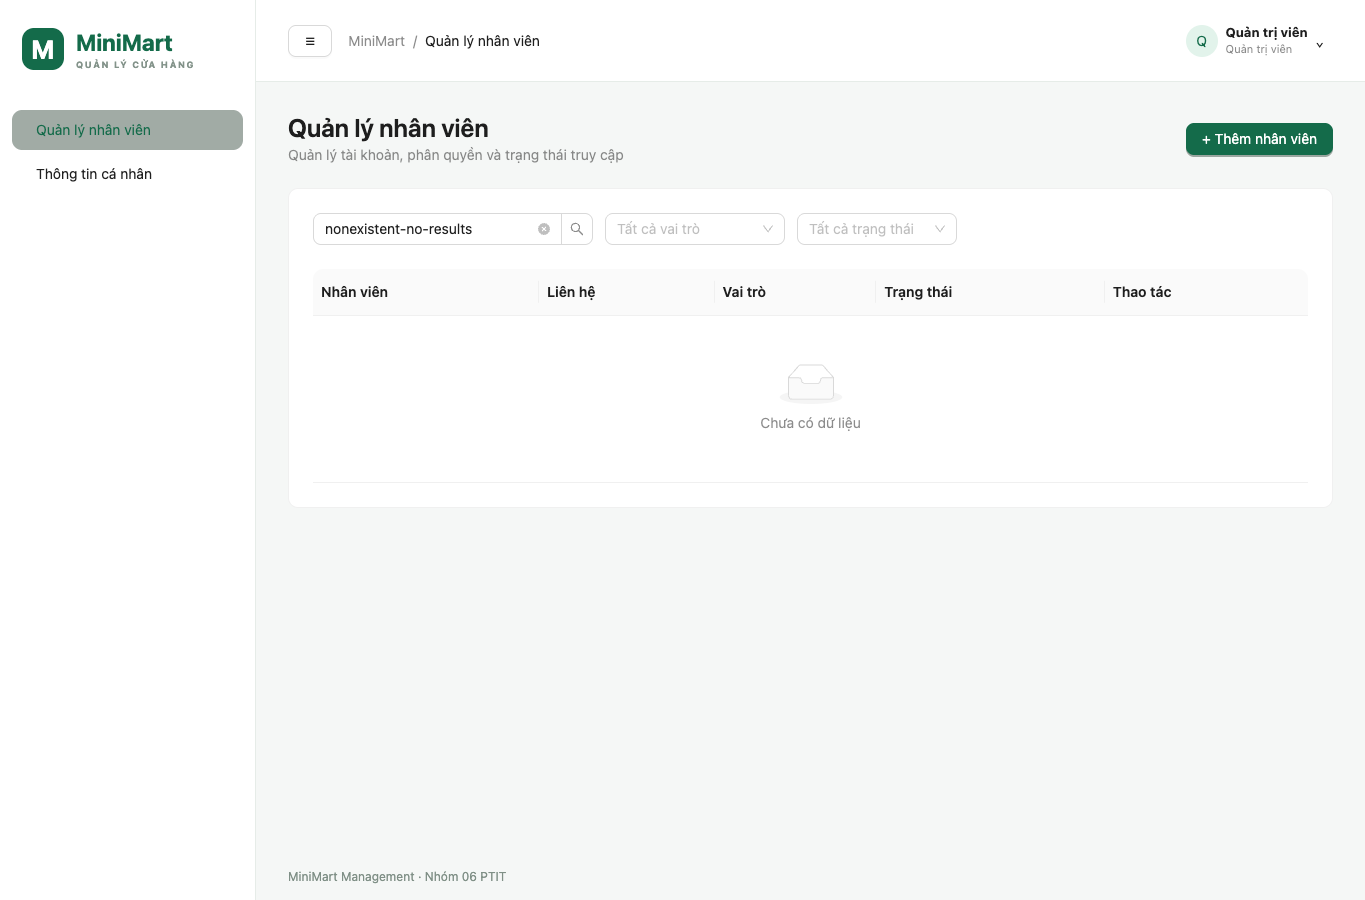 M MiniMart
QUẢN LÝ CỬA HÀNG
Quản lý nhân viên
Thông tin cá nhân
MiniMart / Quản lý nhân viên
Q
Quản trị viên
Quản trị viên
Quản lý nhân viên
Quản lý tài khoản, phân quyền và trạng thái truy cập
+ Thêm nhân viên
nonexistent-no-results
Tất cả vai trò
Tất cả trạng thái
Nhân viên Liên hệ Vai trò Trạng thái Thao tác
Chưa có dữ liệu
MiniMart Management · Nhóm 06 PTIT